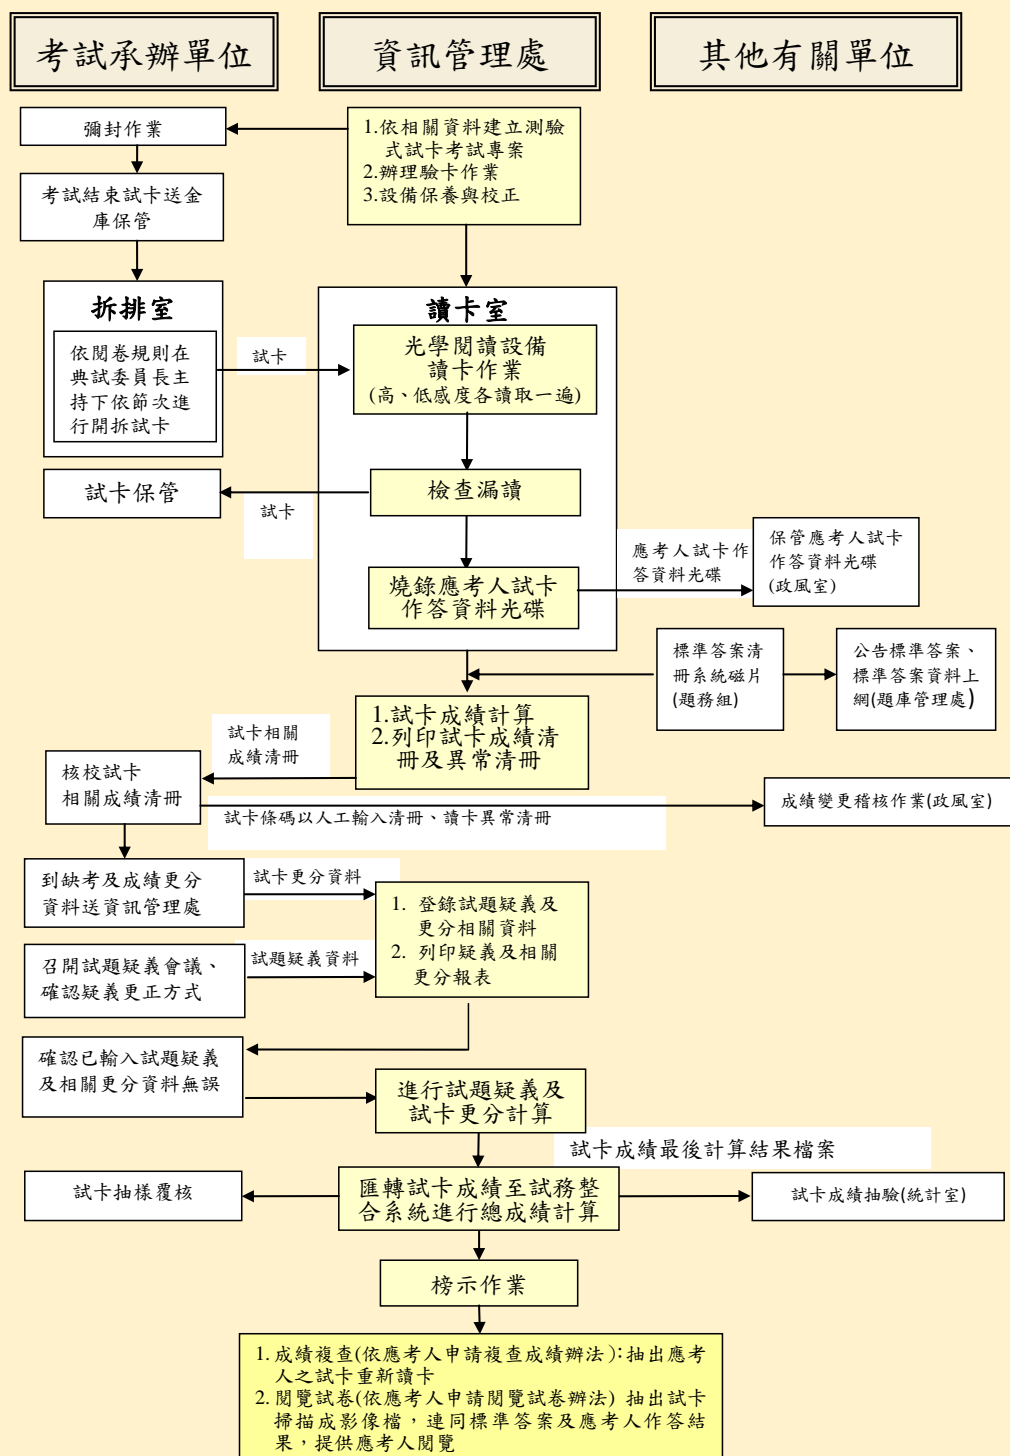 考試承辦單位
資訊管理處
其他有關單位
彌封作業
1.依相關資料建立測驗
式試卡考試專案
2.辦理驗卡作業
3.設備保養與校正
考試結束試卡送金
庫保管
拆排室
依閱卷規則在
典試委員長主
持下依節次進
行開拆試卡
試卡
讀卡室
光學閱讀設備
讀卡作業
(高、低感度各讀取一遍)
檢查漏讀
試卡保管
試卡
燒錄應考人試卡
作答資料光碟
應考人試卡作
答資料光碟
保管應考人試卡
作答資料光碟
(政風室)
標準答案清
冊系統磁片
(題務組)
公告標準答案、
標準答案資料上
網(題庫管理處)
1.試卡成績計算
2.列印試卡成績清
冊及異常清冊
試卡相關
成績清冊
核校試卡
相關成績清冊
試卡條碼以人工輸入清冊、讀卡異常清冊
成績變更稽核作業(政風室)
到缺考及成績更分
資料送資訊管理處
試卡更分資料
1. 登錄試題疑義及
更分相關資料
2. 列印疑義及相關
更分報表
召開試題疑義會議、
確認疑義更正方式
試題疑義資料
確認已輸入試題疑義
及相關更分資料無誤
進行試題疑義及
試卡更分計算
試卡成績最後計算結果檔案
試卡抽樣覆核
匯轉試卡成績至試務整
合系統進行總成績計算
試卡成績抽驗(統計室)
榜示作業
1.成績複查(依應考人申請複查成績辦法):抽出應考
人之試卡重新讀卡
2.閱覽試卷(依應考人申請閱覽試卷辦法) 抽出試卡
掃描成影像檔，連同標準答案及應考人作答結
果，提供應考人閱覽